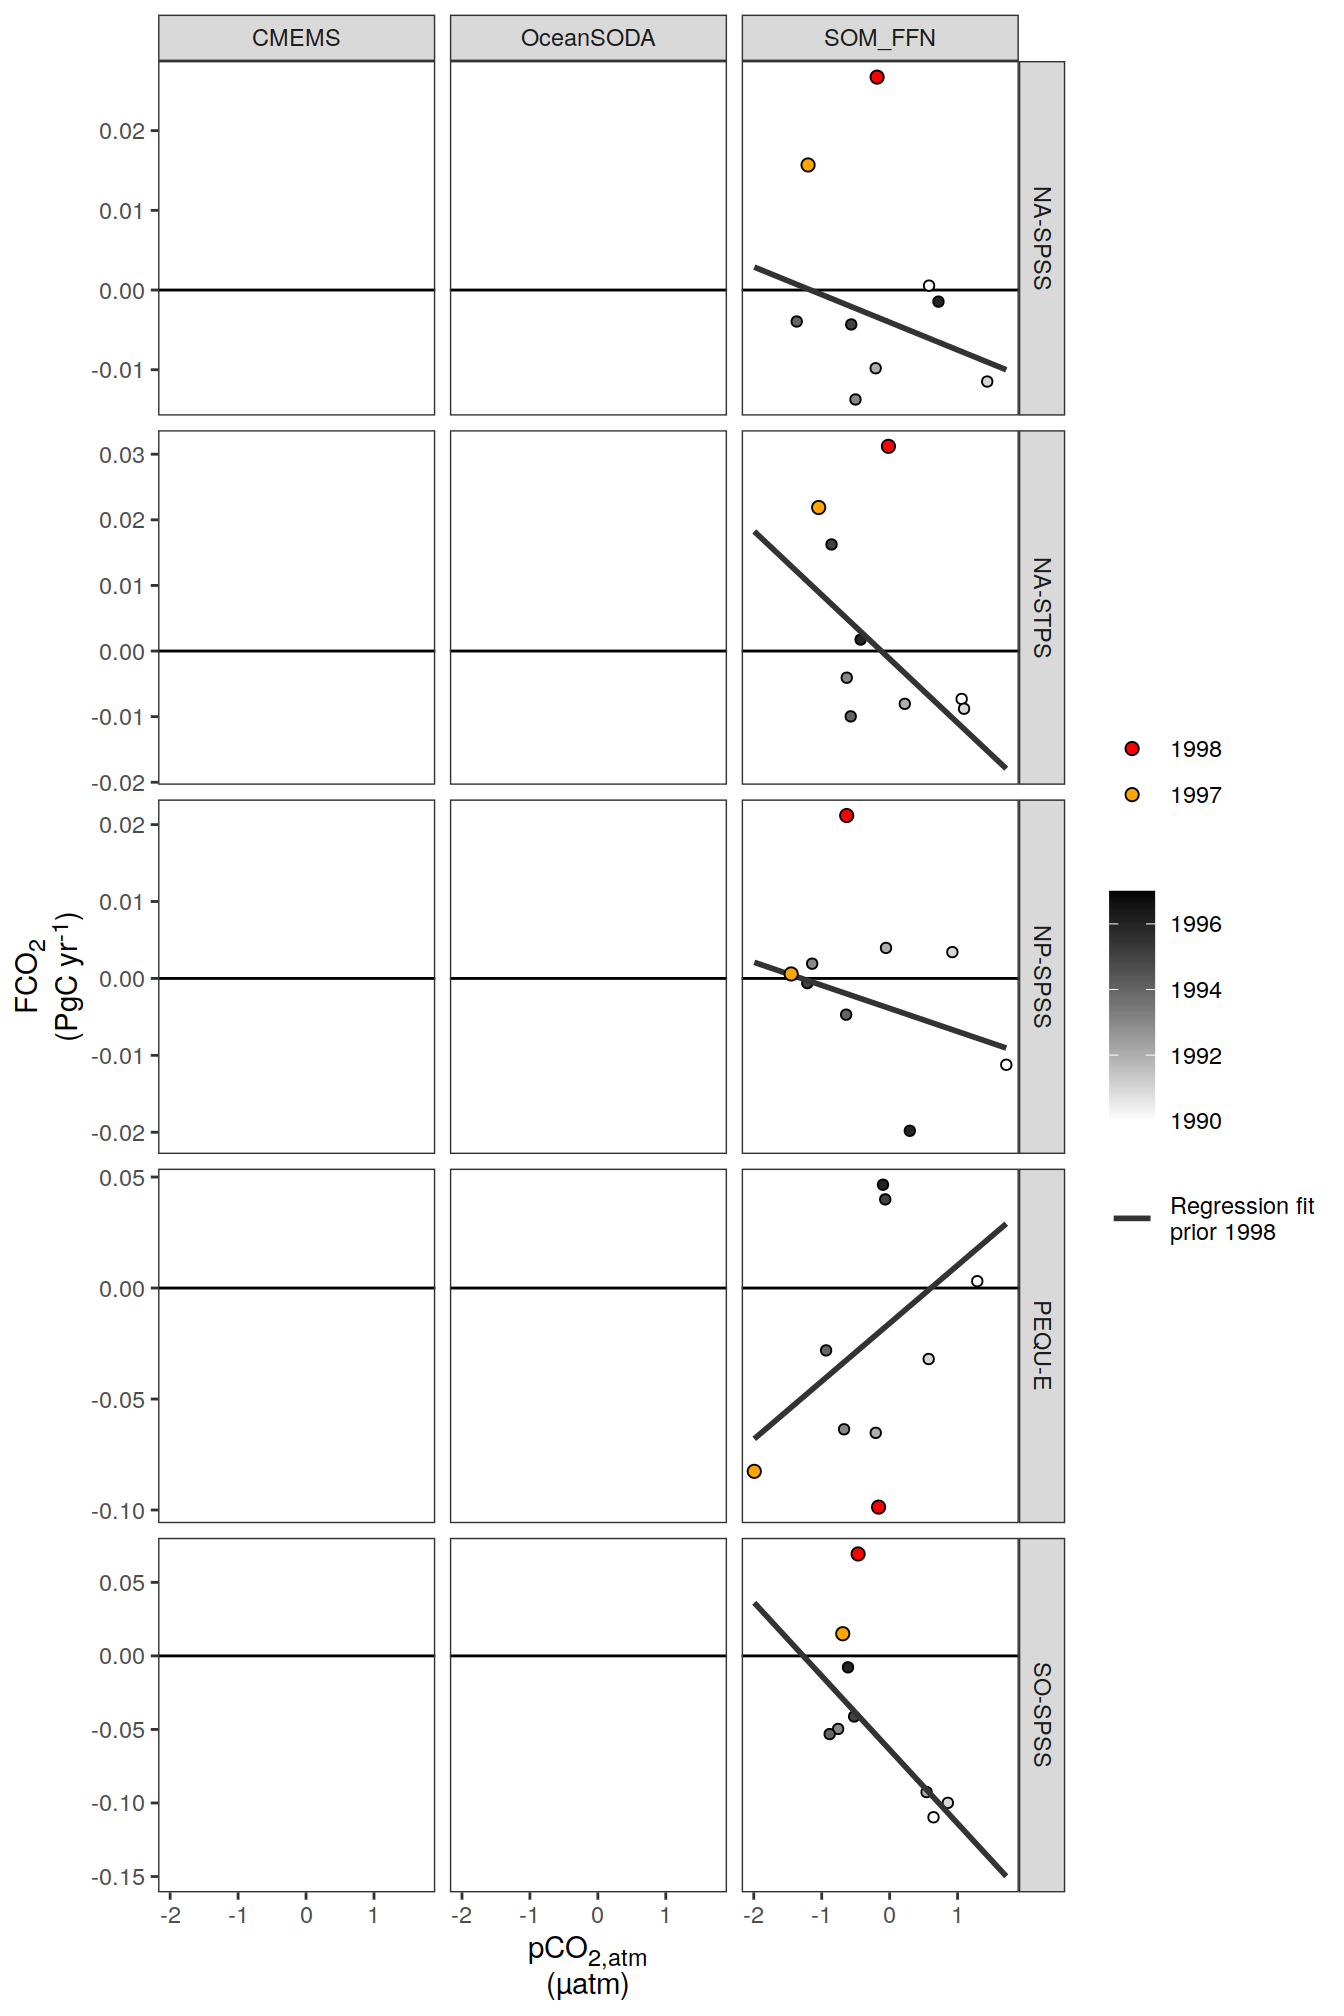 CMEMS
OceanSODA
SOM_FFN
0.02
0.01
0.00
-0.01
NA-SPSS
0.03
0.02
0.01
0.00
-0.01
-0.02
NA-STPS
0.02
0.01
0.00
-0.01
-0.02
NP-SPSS
0.05
0.00
-0.05
-0.10
PEQU-E
0.05
0.00
-0.05
-0.10
-0.15
SO-SPSS
-2 -1 0 1
-2 -1 0 1
-2 -1 0 1
FCO2
(PgC yr-1)
pCO2,atm
(µatm)
1998
1997
1996
1994
1992
1990
Regression fit
prior 1998